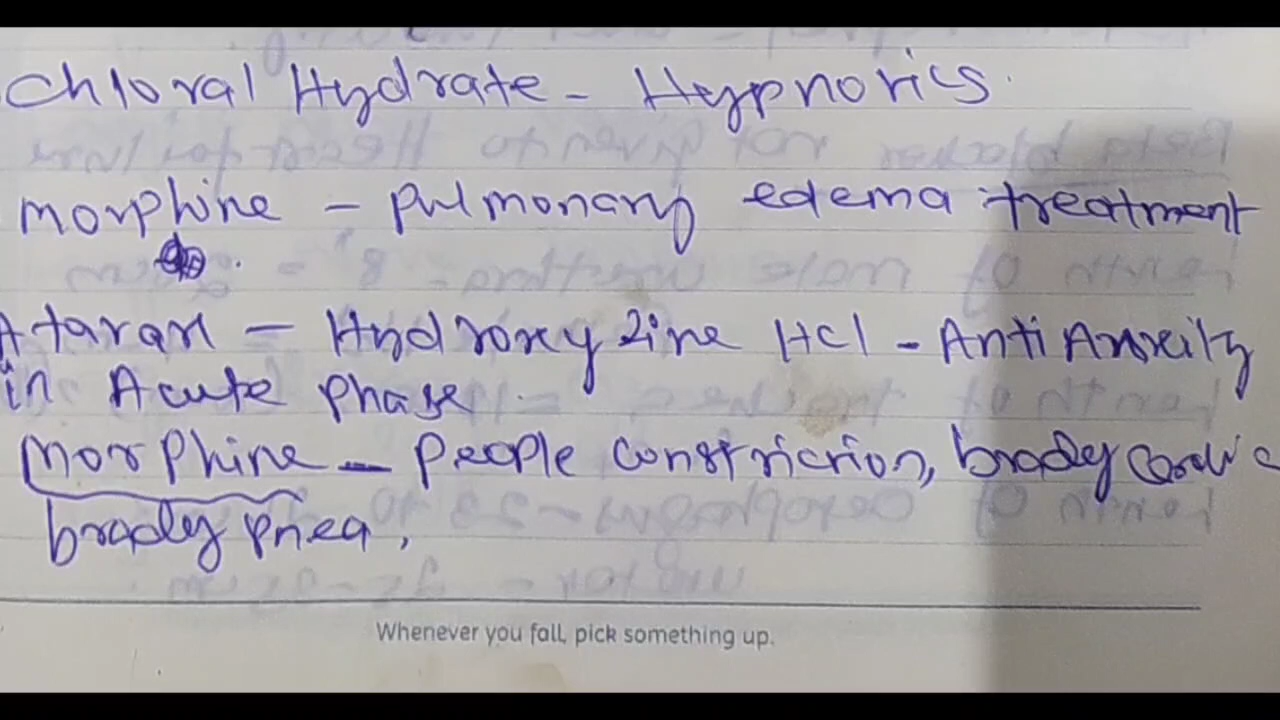 Chloral Hydrate - Hypnotics.
Morphine - pulmonary edema treatment
Atarax = Hydroxyzine HCl - Anti Anxeity
in Acute phase.
Morphine - people constriction, bradycardia
bradypnea,
Whenever you fall, pick something up.